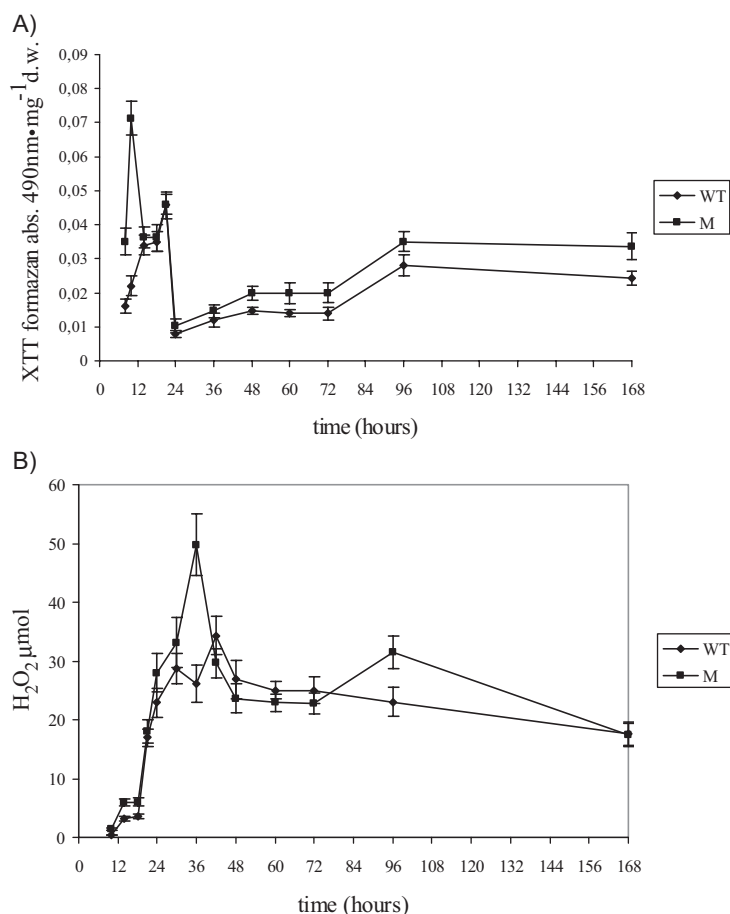 A)
XTT formazan abs. 490nm•mg⁻¹d.w.
0,09
0,08
0,07
0,06
0,05
0,04
0,03
0,02
0,01
0
0 12 24 36 48 60 72 84 96 108 120 132 144 156 168
time (hours)
WT
M
B)
H₂O₂ μmol
60
50
40
30
20
10
0
0 12 24 36 48 60 72 84 96 108 120 132 144 156 168
time (hours)
WT
M